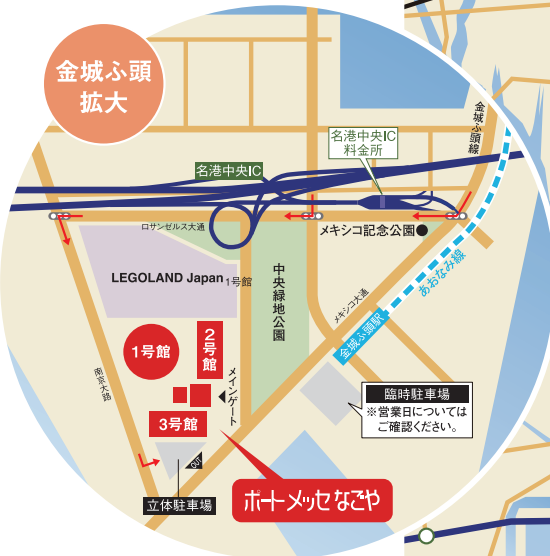 金城ふ頭
拡大
金城ふ頭線
名港中央IC
料金所
名港中央IC
ロサンゼルス大通
メキシコ記念公園
LEGOLAND Japan
1号館
中央緑地公園
メキシコ大通
あおなみ線
金城ふ頭駅
1号館
2号館
メインゲート
3号館
南京大路
臨時駐車場
※営業日については
ご確認ください。
OUT
立体駐車場
ポートメッセなごや